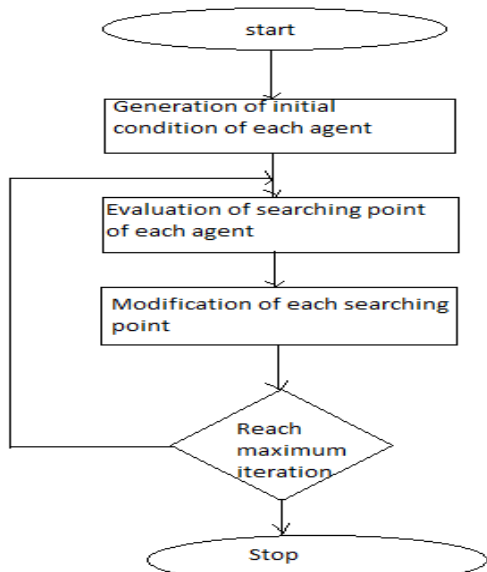 start
Generation of initial
condition of each agent
Evaluation of searching point
of each agent
Modification of each searching
point
Reach
maximum
iteration
Stop